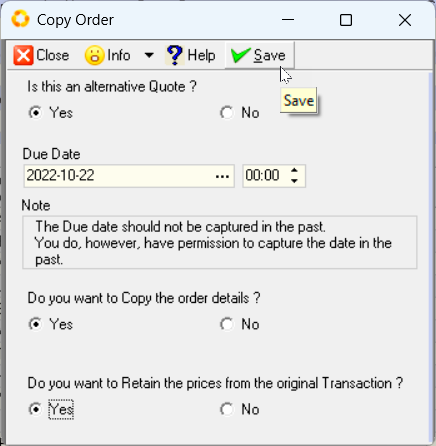 Copy Order
Close Info Help Save
Is this an alternative Quote ?
Yes No
Save
Due Date
2022-10-22 ... 00:00
Note
The Due date should not be captured in the past.
You do, however, have permission to capture the date in the
past.
Do you want to Copy the order details ?
Yes No
Do you want to Retain the prices from the original Transaction ?
Yes No